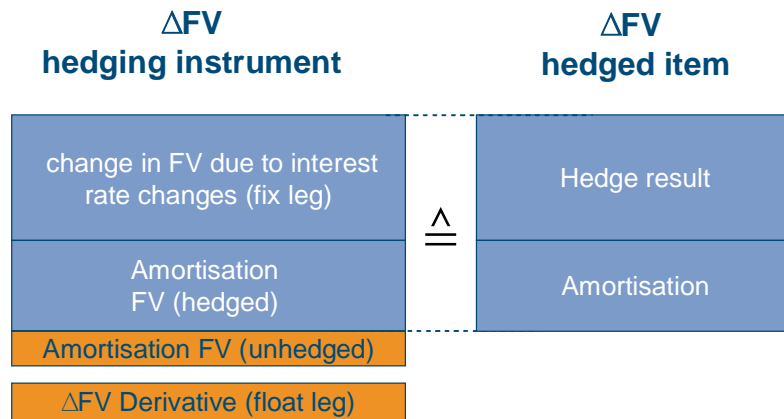 ΔFV
hedging instrument
ΔFV
hedged item
change in FV due to interest
rate changes (fix leg)
Hedge result
≙
Amortisation
FV (hedged)
Amortisation
Amortisation FV (unhedged)
ΔFV Derivative (float leg)